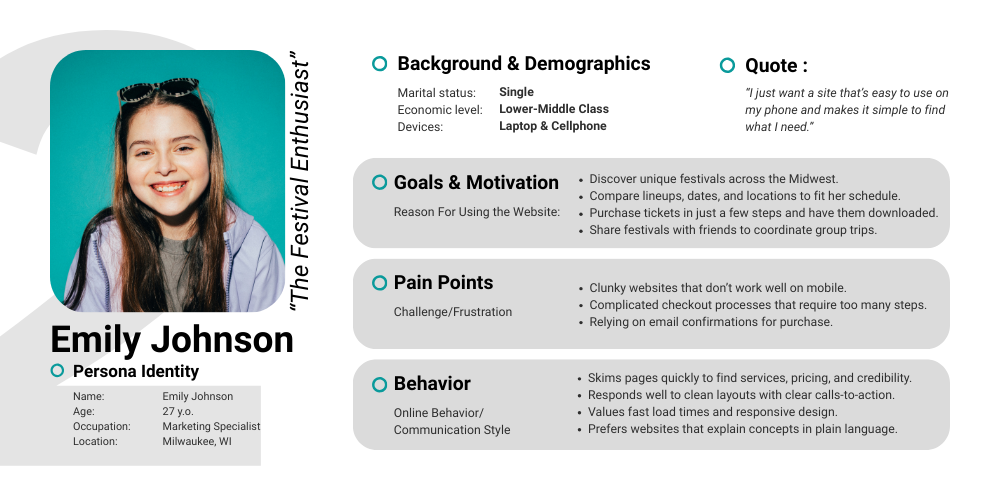 "The Festival Enthusiast"
Emily Johnson
Persona Identity
Name: Emily Johnson
Age: 27 y.o.
Occupation: Marketing Specialist
Location: Milwaukee, WI
Background & Demographics
Marital status: Single
Economic level: Lower-Middle Class
Devices: Laptop & Cellphone
Quote :
"I just want a site that's easy to use on
my phone and makes it simple to find
what I need."
Goals & Motivation
Reason For Using the Website:
• Discover unique festivals across the Midwest.
• Compare lineups, dates, and locations to fit her schedule.
• Purchase tickets in just a few steps and have them downloaded.
• Share festivals with friends to coordinate group trips.
Pain Points
Challenge/Frustration
• Clunky websites that don't work well on mobile.
• Complicated checkout processes that require too many steps.
• Relying on email confirmations for purchase.
Behavior
Online Behavior/
Communication Style
• Skims pages quickly to find services, pricing, and credibility.
• Responds well to clean layouts with clear calls-to-action.
• Values fast load times and responsive design.
• Prefers websites that explain concepts in plain language.